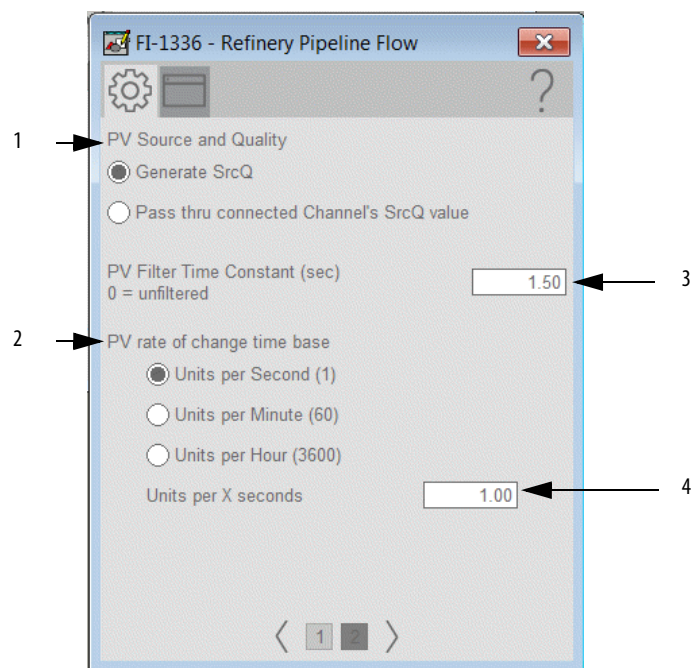 FI-1336 - Refinery Pipeline Flow
?
1
PV Source and Quality
Generate SrcQ
Pass thru connected Channel's SrcQ value
PV Filter Time Constant (sec)
0 = unfiltered
1.50
3
2
PV rate of change time base
Units per Second (1)
Units per Minute (60)
Units per Hour (3600)
Units per X seconds
1.00
4
1 2